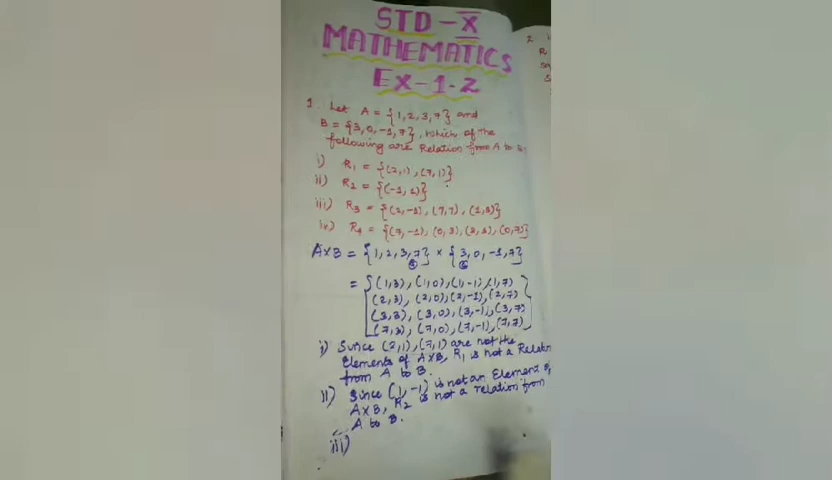 STD - X
MATHEMATICS
Ex-1.2
1. Let A = {1,2,3,7} and
B = {3,0,-1,7}, which of the
following are Relation from A to B.
i) R1 = {(2,1), (7,1)}
ii) R2 = {(-1,1)}
iii) R3 = {(2,-1), (7,7), (1,3)}
iv) R4 = {(7,-1), (0,3), (3,3), (0,7)}
A×B = {1,2,3,7} × {3,0,-1,7}
= {(1,3), (1,0), (1,-1), (1,7)
(2,3), (2,0), (2,-1), (2,7)
(3,3), (3,0), (3,-1), (3,7)
(7,3), (7,0), (7,-1), (7,7)}
i) Since (2,1), (7,1) are not the
Elements of A×B, R1 is not a Relation
from A to B.
ii) Since (1,-1) is not an Element of
A×B, R2 is not a relation from
A to B.
iii)
2
R